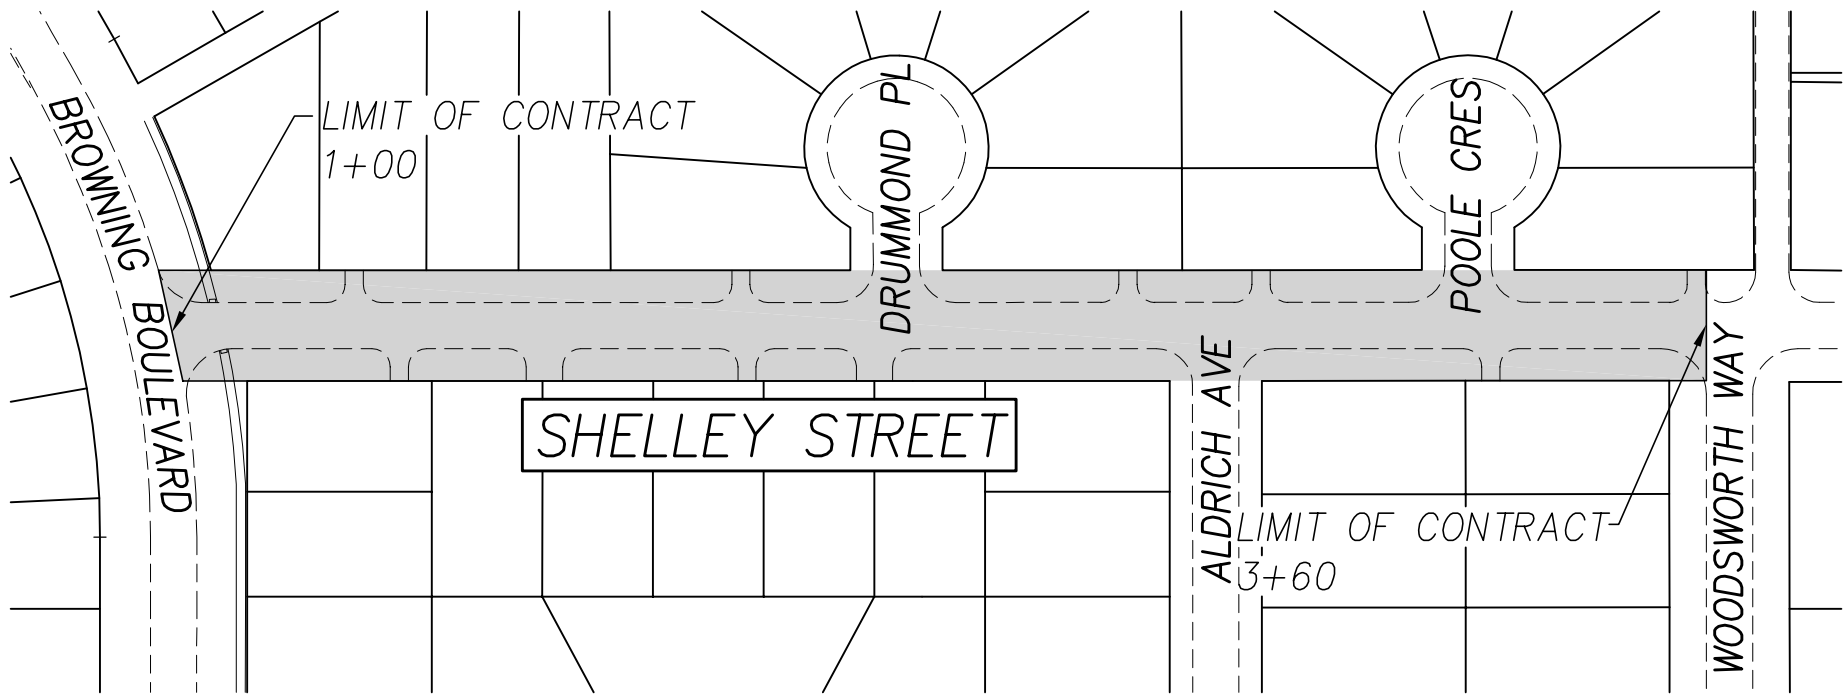 LIMIT OF CONTRACT
1+00
BROWNING BOULEVARD
DRUMMOND PL
POOLE CRES
SHELLEY STREET
ALDRICH AVE
LIMIT OF CONTRACT
3+60
WOODSWORTH WAY